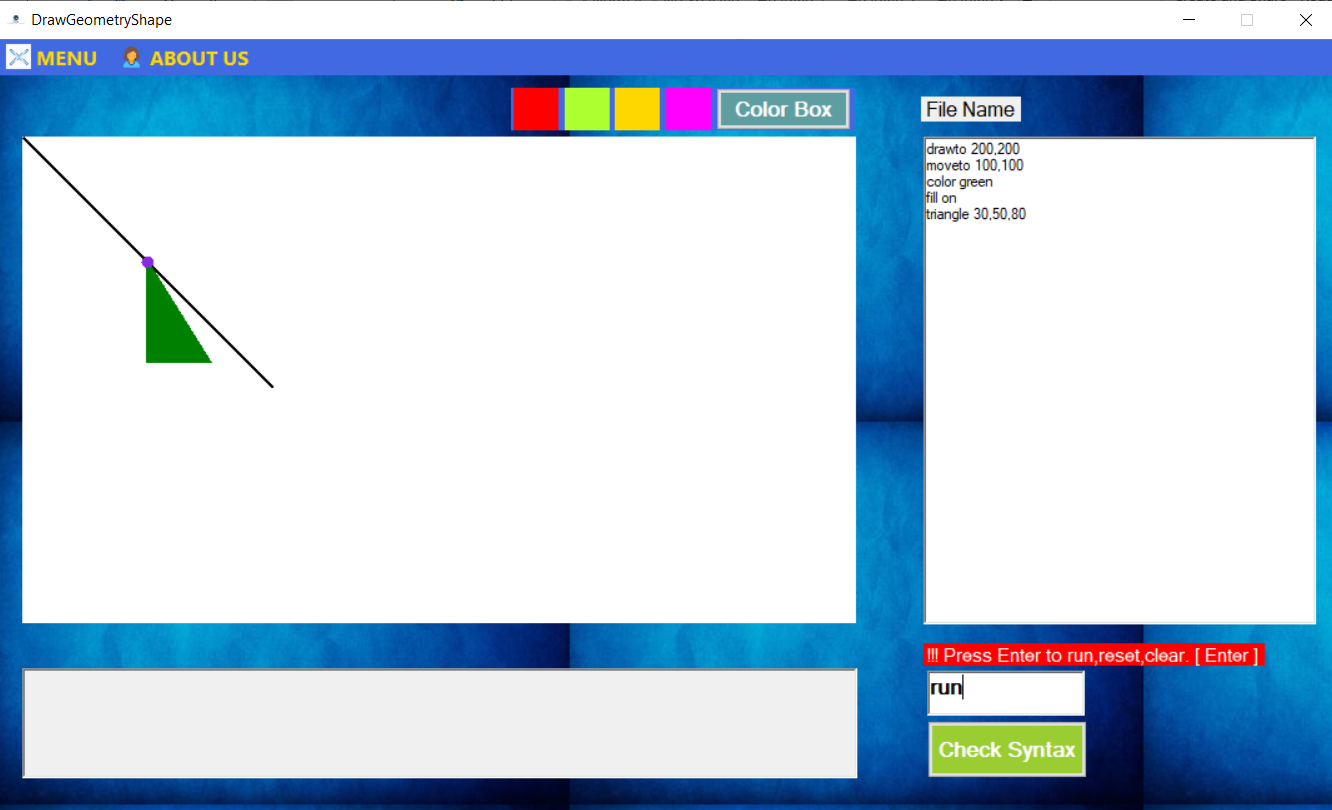 DrawGeometryShape
MENU ABOUT US
Color Box
File Name
drawto 200,200
moveto 100,100
color green
fill on
triangle 30,50,80
!!! Press Enter to run,reset,clear. [ Enter ]
run
Check Syntax